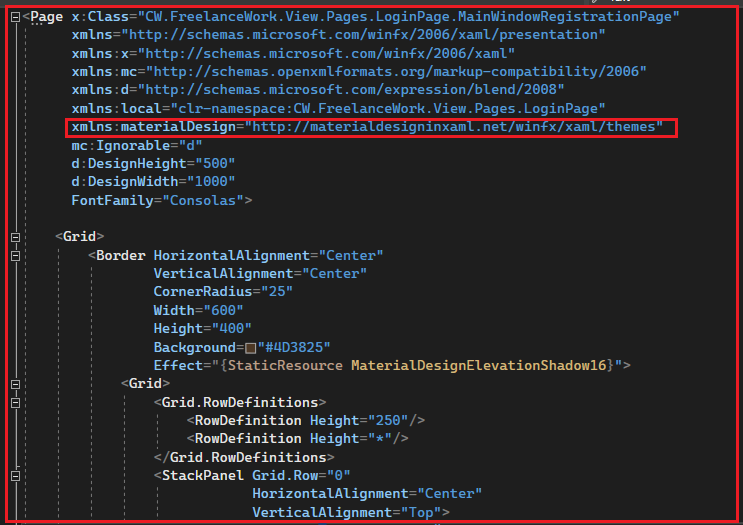 <Page x:Class="CW.FreelanceWork.View.Pages.LoginPage.MainWindowRegistrationPage"
xmlns="http://schemas.microsoft.com/winfx/2006/xaml/presentation"
xmlns:x="http://schemas.microsoft.com/winfx/2006/xaml"
xmlns:mc="http://schemas.openxmlformats.org/markup-compatibility/2006"
xmlns:d="http://schemas.microsoft.com/expression/blend/2008"
xmlns:local="clr-namespace:CW.FreelanceWork.View.Pages.LoginPage"
xmlns:materialDesign="http://materialdesigninxaml.net/winfx/xaml/themes"
mc:Ignorable="d"
d:DesignHeight="500"
d:DesignWidth="1000"
FontFamily="Consolas">
<Grid>
<Border HorizontalAlignment="Center"
VerticalAlignment="Center"
CornerRadius="25"
Width="600"
Height="400"
Background="#4D3825"
Effect="{StaticResource MaterialDesignElevationShadow16}">
<Grid>
<Grid.RowDefinitions>
<RowDefinition Height="250"/>
<RowDefinition Height="*"/>
</Grid.RowDefinitions>
<StackPanel Grid.Row="0"
HorizontalAlignment="Center"
VerticalAlignment="Top">